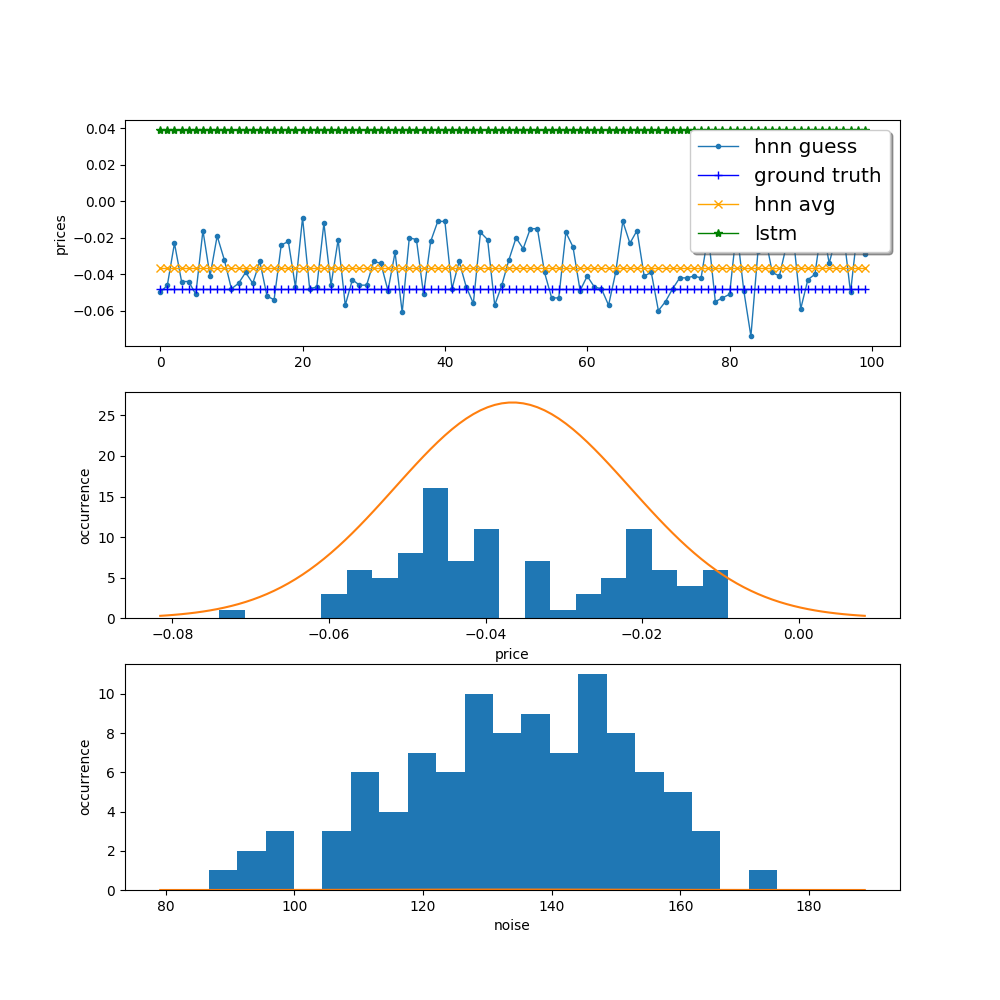 0.04
0.02
0.00
−0.02
−0.04
−0.06
prices
hnn guess
ground truth
hnn avg
lstm
0 20 40 60 80 100
25
20
15
10
5
0
occurrence
−0.08 −0.06 −0.04 −0.02 0.00
price
10
8
6
4
2
0
occurrence
80 100 120 140 160 180
noise